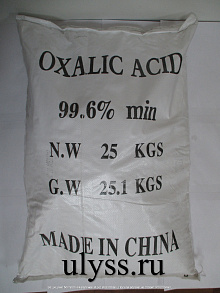 OXALIC ACID
99.6% min
N.W 25 KGS
G.W 25.1 KGS
MADE IN CHINA
ulyss.ru